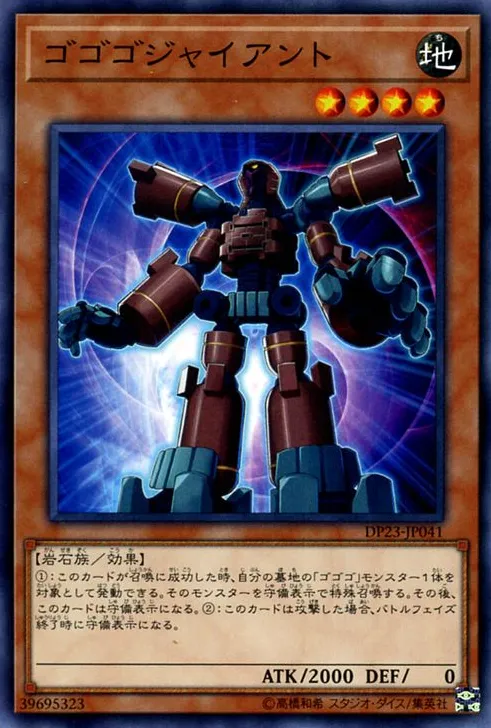 ゴゴゴジャイアント
地
DP23-JP041
【岩石族／効果】
①：このカードが召喚に成功した時、自分の墓地の「ゴゴゴ」モンスター１体を
対象として発動できる。そのモンスターを守備表示で特殊召喚する。その後、
このカードは守備表示になる。②：このカードは攻撃した場合、バトルフェイズ
終了時に守備表示になる。
ATK/2000 DEF/ 0
39695323 ©高橋和希 スタジオ・ダイス/集英社